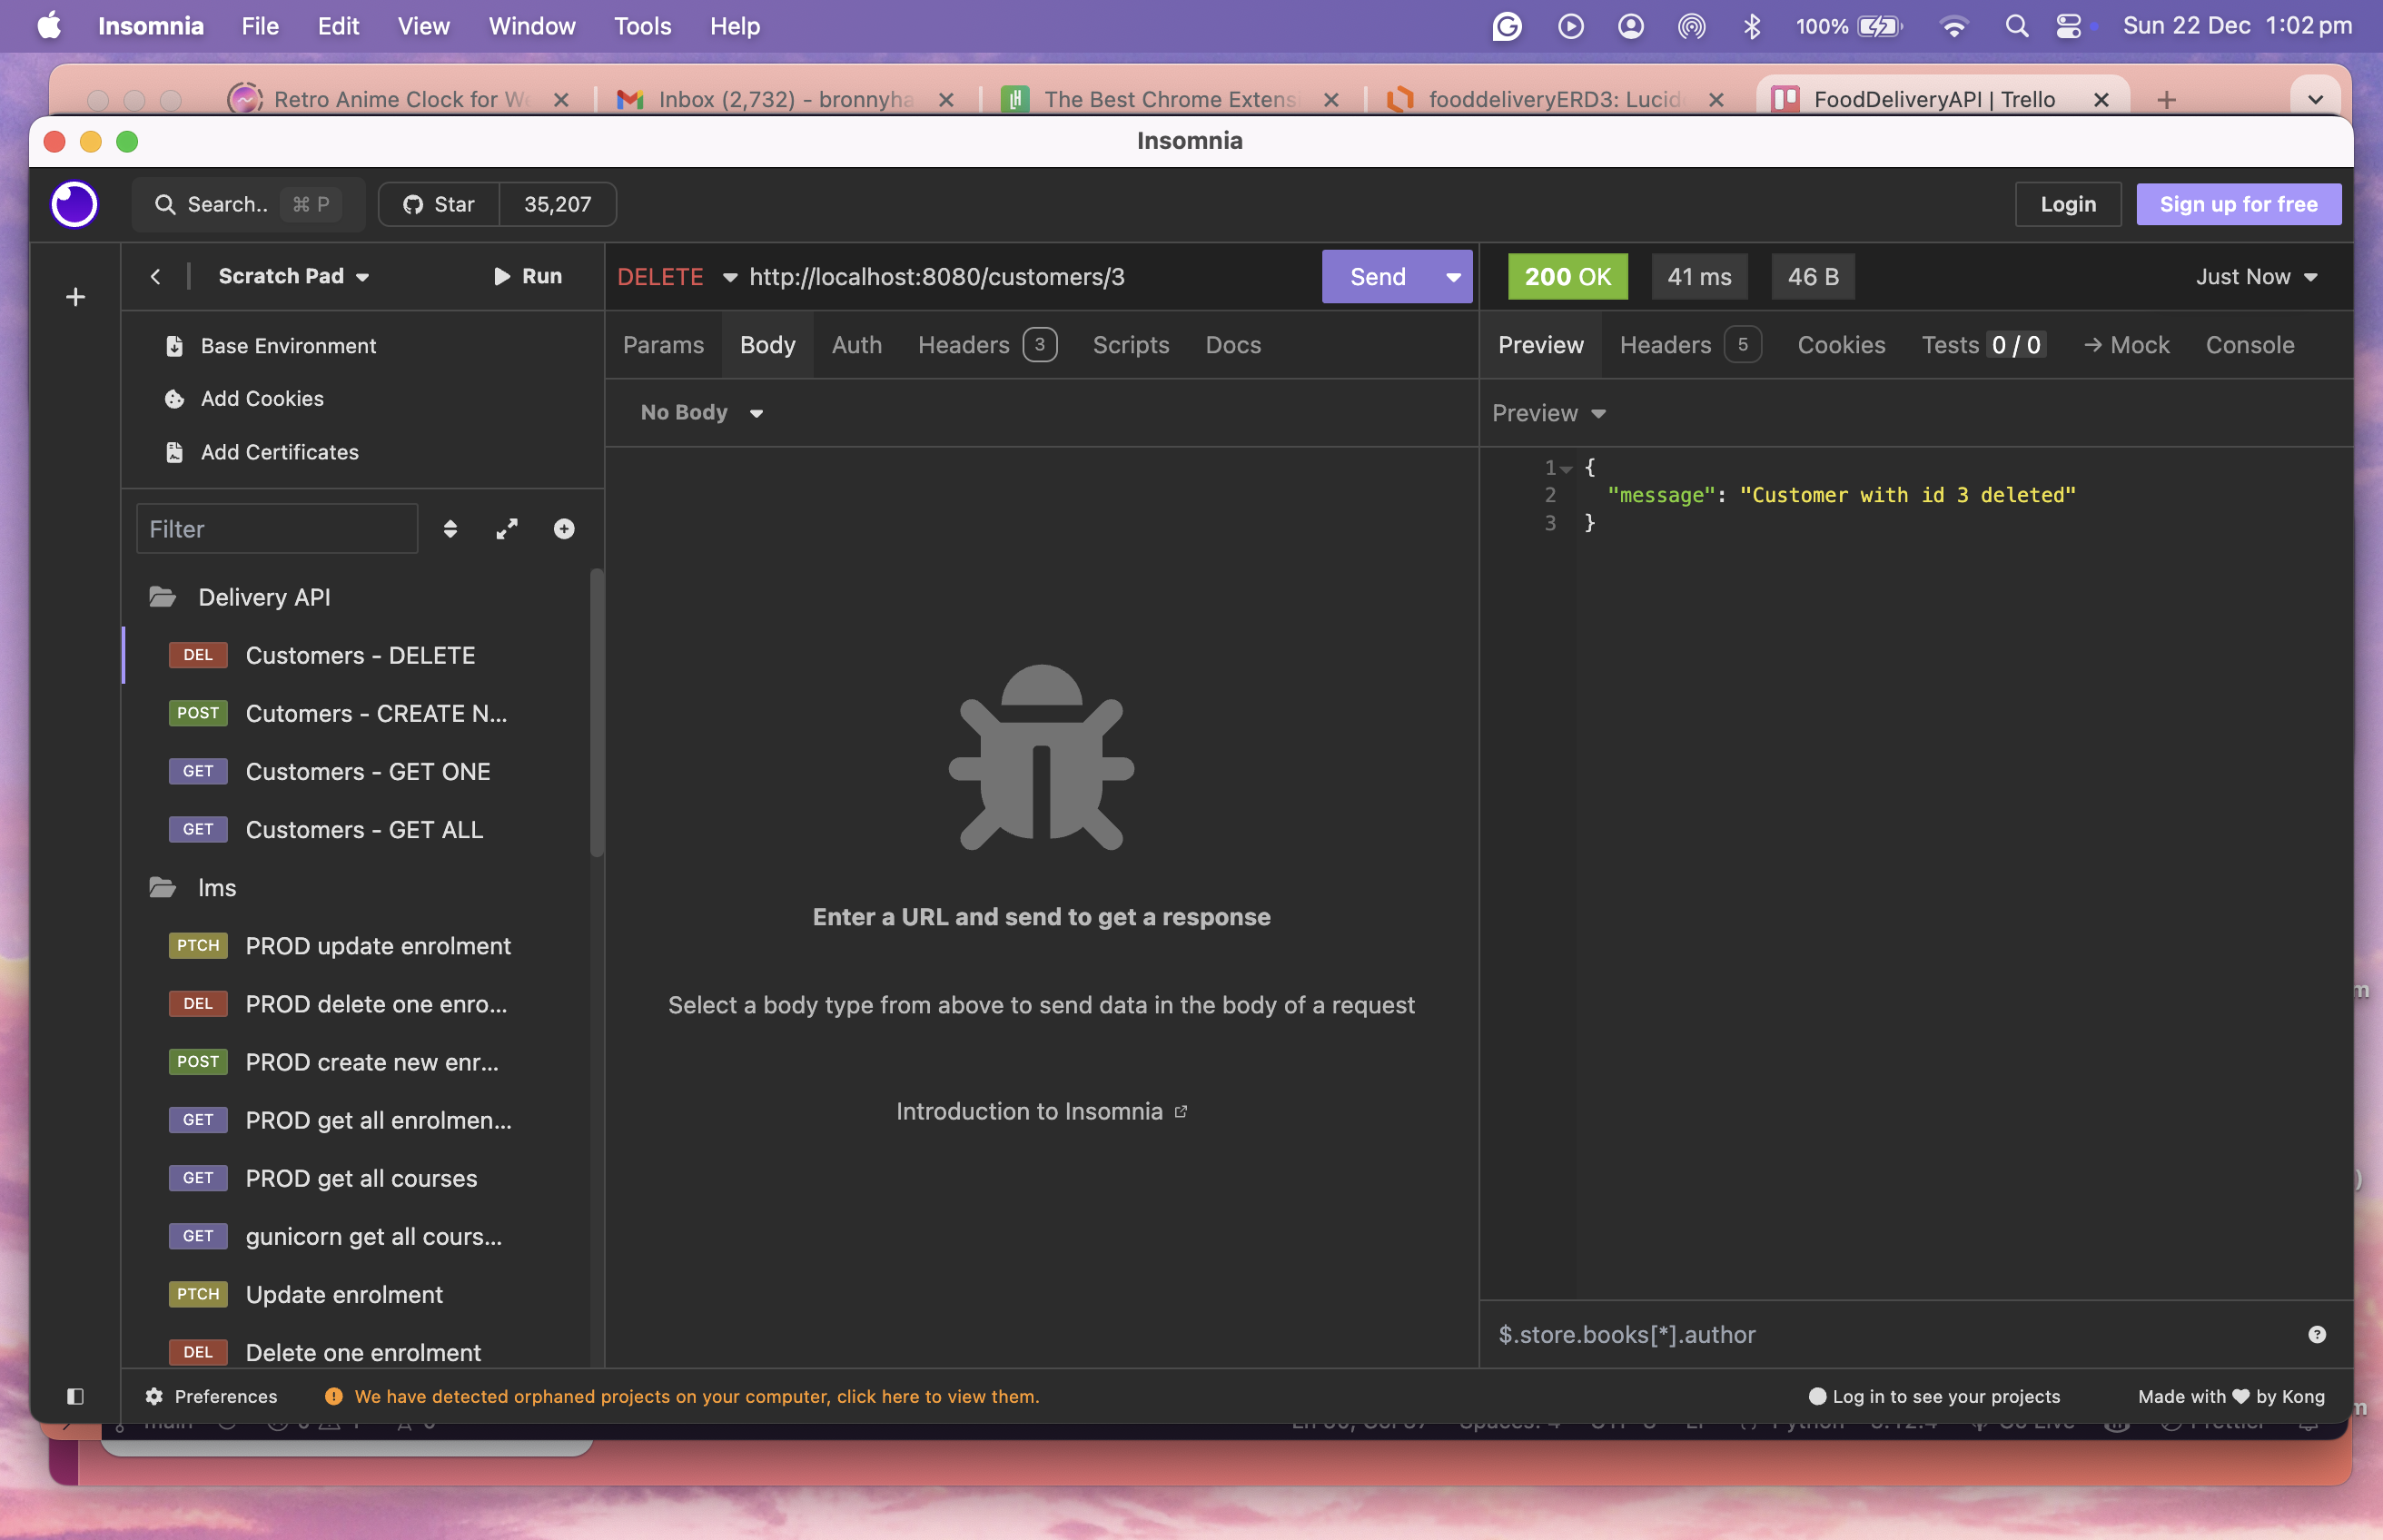 Insomnia File Edit View Window Tools Help 100% Sun 22 Dec 1:02 pm
Retro Anime Clock for We Inbox (2,732) - bronnyha The Best Chrome Extensi fooddeliveryERD3: Lucid FoodDeliveryAPI | Trello
Insomnia
Search.. ⌘ P Star 35,207 Login Sign up for free
Scratch Pad Run DELETE http://localhost:8080/customers/3 Send 200 OK 41 ms 46 B Just Now
Params Body Auth Headers 3 Scripts Docs Preview Headers 5 Cookies Tests 0 / 0 → Mock Console
Base Environment
Add Cookies
Add Certificates
No Body
Preview
1 {
2 "message": "Customer with id 3 deleted"
3 }
Filter
Delivery API
DEL Customers - DELETE
POST Cutomers - CREATE N...
GET Customers - GET ONE
GET Customers - GET ALL
lms
PTCH PROD update enrolment
DEL PROD delete one enro...
POST PROD create new enr...
GET PROD get all enrolmen...
GET PROD get all courses
GET gunicorn get all cours...
PTCH Update enrolment
DEL Delete one enrolment
Enter a URL and send to get a response
Select a body type from above to send data in the body of a request
Introduction to Insomnia
$.store.books[*].author
Preferences We have detected orphaned projects on your computer, click here to view them. Log in to see your projects Made with ♥ by Kong